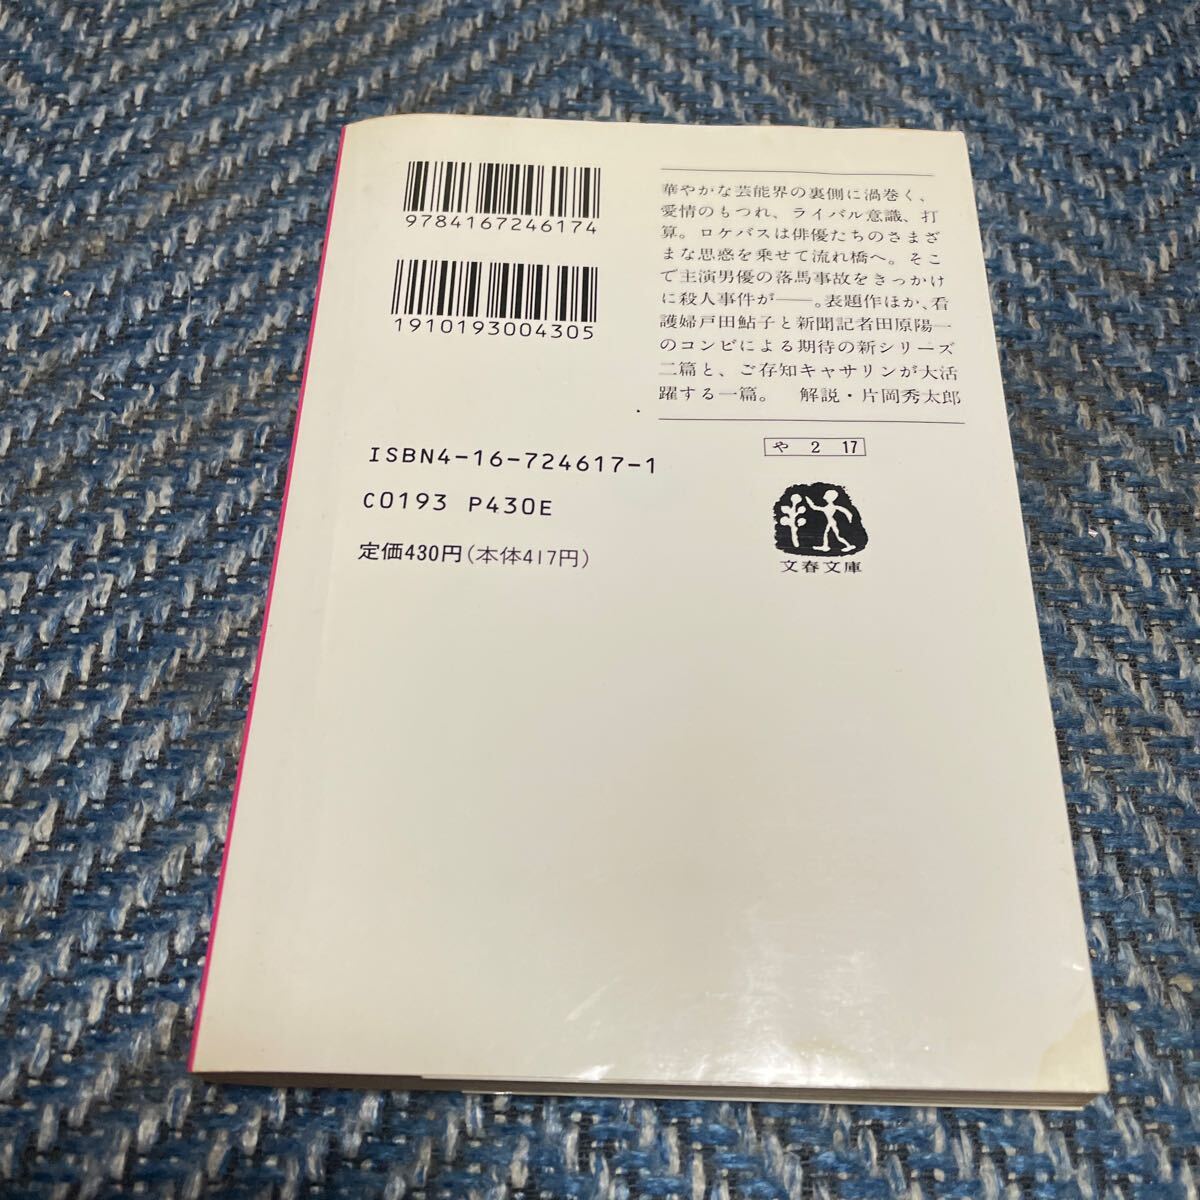 9784167246174
1910193004305
華やかな芸能界の裏側に渦巻く、
愛情のもつれ、ライバル意識、打
算。ロケバスは俳優たちのさまざ
まな思惑を乗せて流れ橋へ。そこ
で主演男優の落馬事故をきっかけ
に殺人事件が――。表題作ほか、看
護婦戸田鮎子と新聞記者田原陽一
のコンビによる期待の新シリーズ
二篇と、ご存知キャサリンが大活
躍する一篇。　解説・片岡秀太郎
ISBN4-16-724617-1
C0193 P430E
定価430円(本体417円)
や 2 17
文春文庫